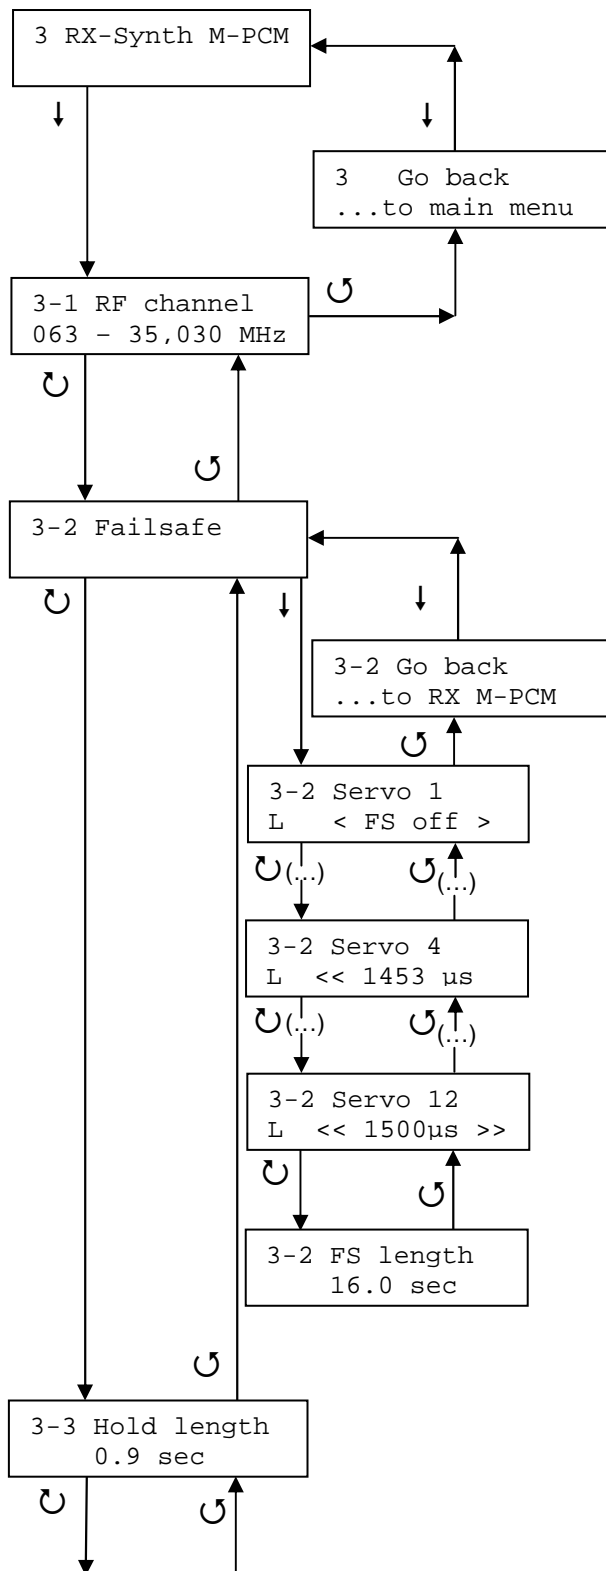 3 RX-Synth M-PCM
3 Go back
...to main menu
3-1 RF channel
063 – 35,030 MHz
3-2 Failsafe
3-2 Go back
...to RX M-PCM
3-2 Servo 1
L < FS off >
(...) (...)
3-2 Servo 4
L << 1453 µs
(...) (...)
3-2 Servo 12
L << 1500µs >>
3-2 FS length
16.0 sec
3-3 Hold length
0.9 sec